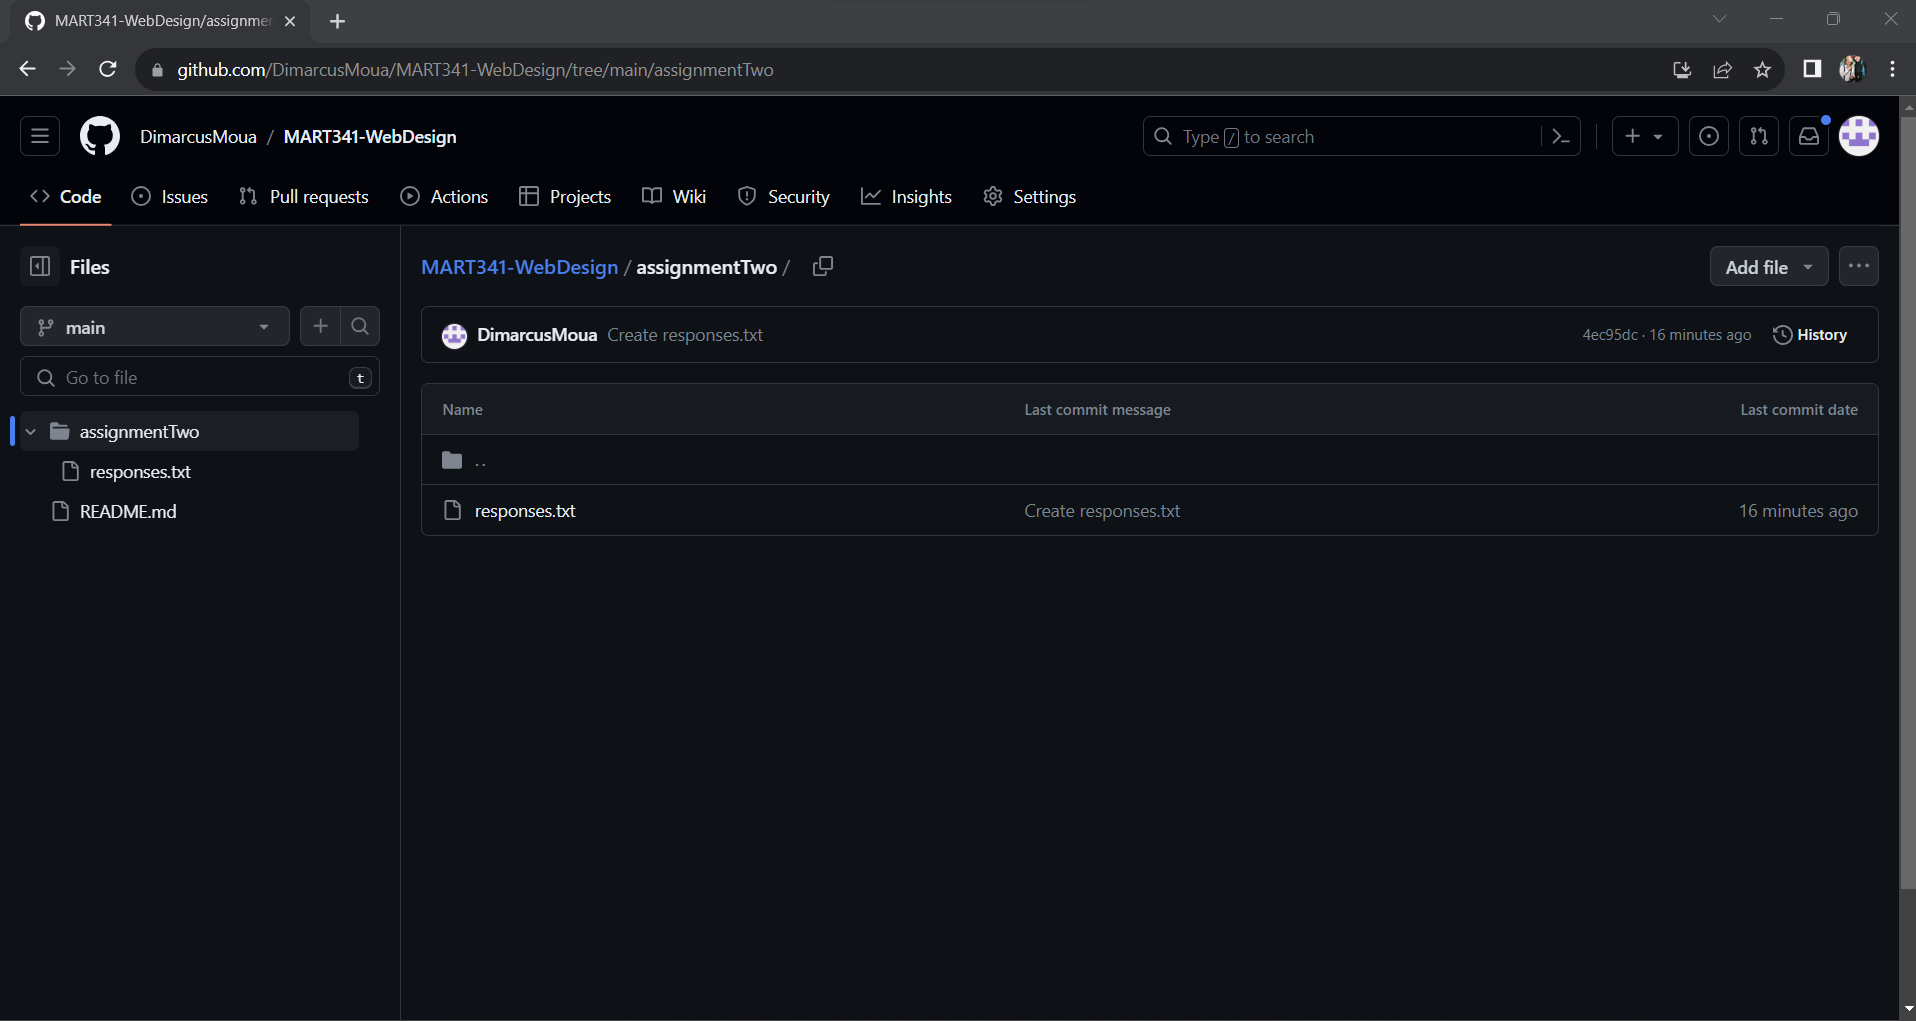 MART341-WebDesign/assignmer
github.com/DimarcusMoua/MART341-WebDesign/tree/main/assignmentTwo
DimarcusMoua / MART341-WebDesign
Type / to search
Code Issues Pull requests Actions Projects Wiki Security Insights Settings
Files
main
Go to file t
assignmentTwo
responses.txt
README.md
MART341-WebDesign / assignmentTwo /
Add file
DimarcusMoua Create responses.txt 4ec95dc · 16 minutes ago History
Name Last commit message Last commit date
..
responses.txt Create responses.txt 16 minutes ago